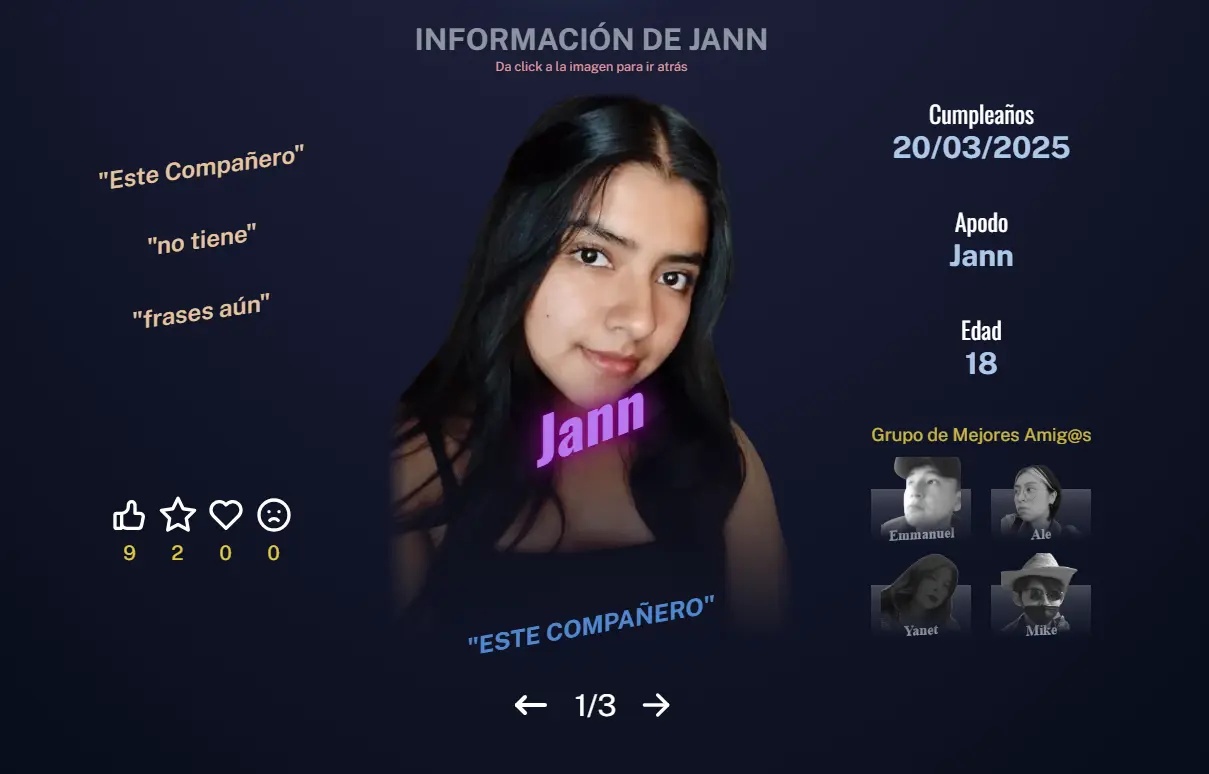 INFORMACIÓN DE JANN
Da click a la imagen para ir atrás
"Este Compañero"
"no tiene"
"frases aún"
9 2 0 0
Jann
"ESTE COMPAÑERO"
1/3
Cumpleaños
20/03/2025
Apodo
Jann
Edad
18
Grupo de Mejores Amig@s
Emmanuel
Ale
Yanet
Mike